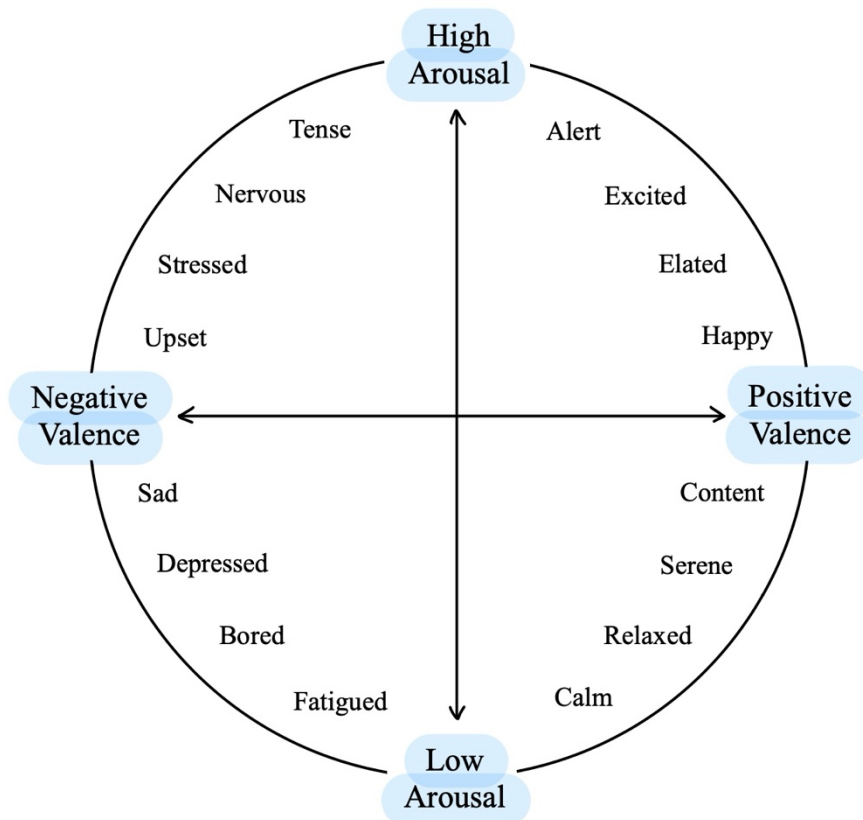 High
Arousal
Tense
Alert
Nervous
Excited
Stressed
Elated
Upset
Happy
Negative
Valence
Positive
Valence
Sad
Content
Depressed
Serene
Bored
Relaxed
Fatigued
Calm
Low
Arousal